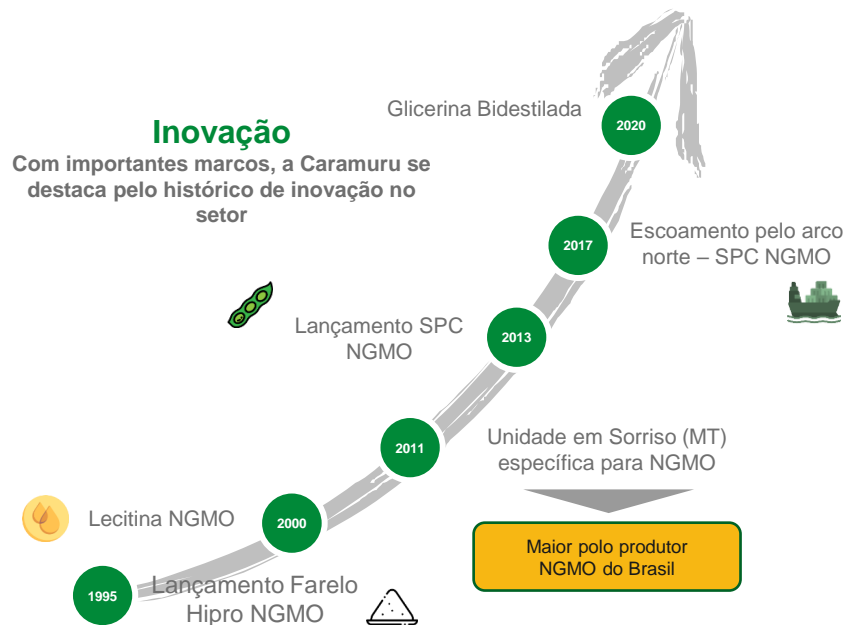 Glicerina Bidestilada
2020
Inovação
Com importantes marcos, a Caramuru se
destaca pelo histórico de inovação no
setor
2017
Escoamento pelo arco
norte – SPC NGMO
Lançamento SPC
NGMO
2013
2011
Unidade em Sorriso (MT)
específica para NGMO
Lecitina NGMO
2000
Maior polo produtor
NGMO do Brasil
1995
Lançamento Farelo
Hipro NGMO